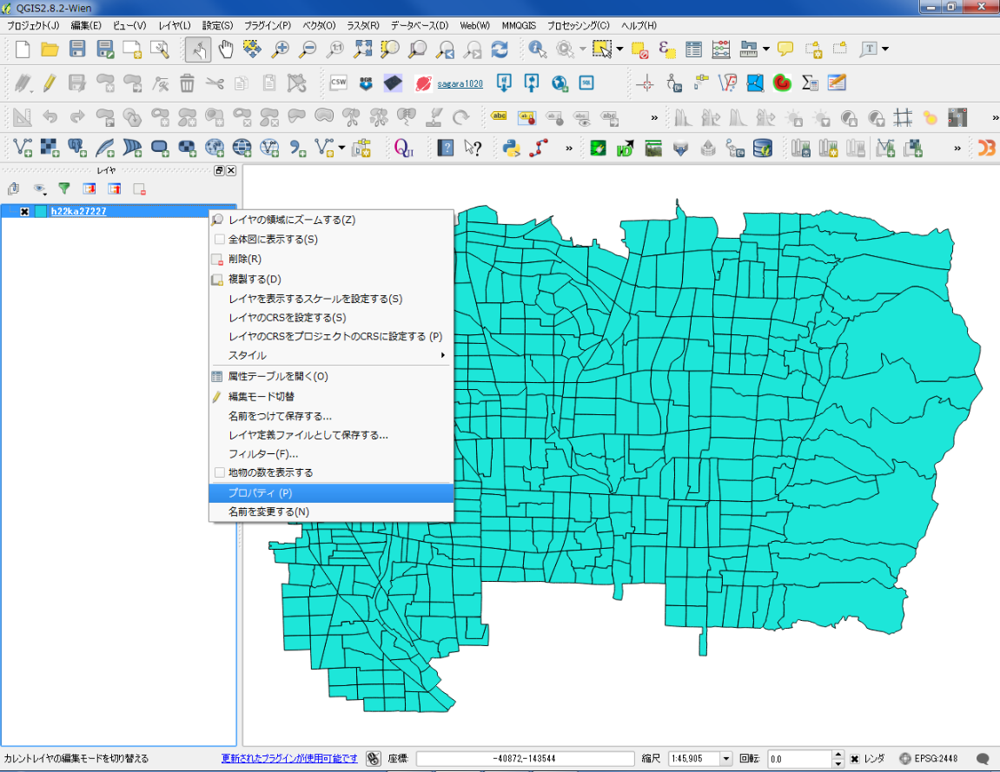 QGIS2.8.2-Wien
プロジェクト(J) 編集(E) ビュー(V) レイヤ(L) 設定(S) プラグイン(P) ベクタ(O) ラスタ(R) データベース(D) Web(W) MMQGIS プロセッシング(C) ヘルプ(H)
CSW sagara1020 SQL
abc abc abc abc abc
レイヤ
h22ka27227
レイヤの領域にズームする(Z)
全体図に表示する(S)
削除(R)
複製する(D)
レイヤを表示するスケールを設定する(S)
レイヤのCRSを設定する(S)
レイヤのCRSをプロジェクトのCRSに設定する (P)
スタイル
属性テーブルを開く(O)
編集モード切替
名前をつけて保存する...
レイヤ定義ファイルとして保存する...
フィルター(F)...
地物の数を表示する
プロパティ (P)
名前を変更する(N)
カレントレイヤの編集モードを切り替える 更新されたプラグインが使用可能です 座標: -40872,-143544 縮尺 1:45,905 回転: 0.0 レンダ EPSG:2448